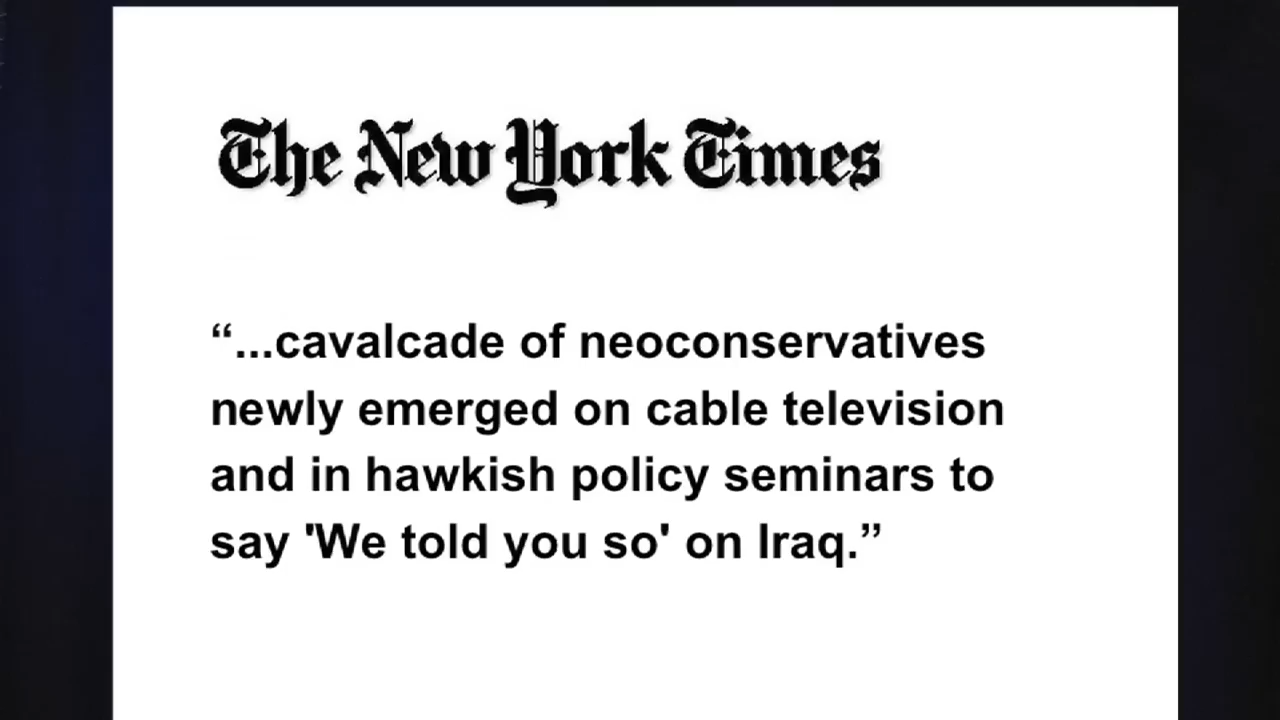 The New York Times
“...cavalcade of neoconservatives
newly emerged on cable television
and in hawkish policy seminars to
say 'We told you so' on Iraq.”